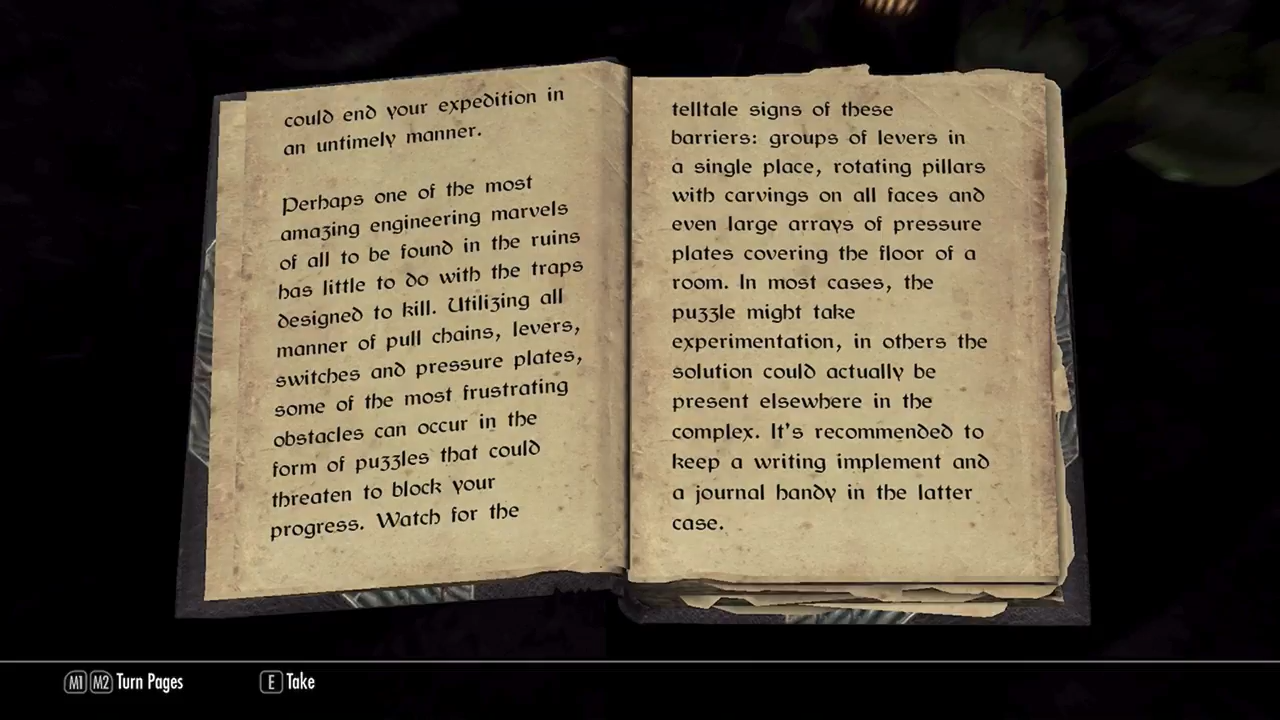 could end your expedition in
an untimely manner.
Perhaps one of the most
amazing engineering marvels
of all to be found in the ruins
has little to do with the traps
designed to kill. Utilizing all
manner of pull chains, levers,
switches and pressure plates,
some of the most frustrating
obstacles can occur in the
form of puzzles that could
threaten to block your
progress. Watch for the
telltale signs of these
barriers: groups of levers in
a single place, rotating pillars
with carvings on all faces and
even large arrays of pressure
plates covering the floor of a
room. In most cases, the
puzzle might take
experimentation, in others the
solution could actually be
present elsewhere in the
complex. It's recommended to
keep a writing implement and
a journal handy in the latter
case.
M1 M2 Turn Pages
E Take